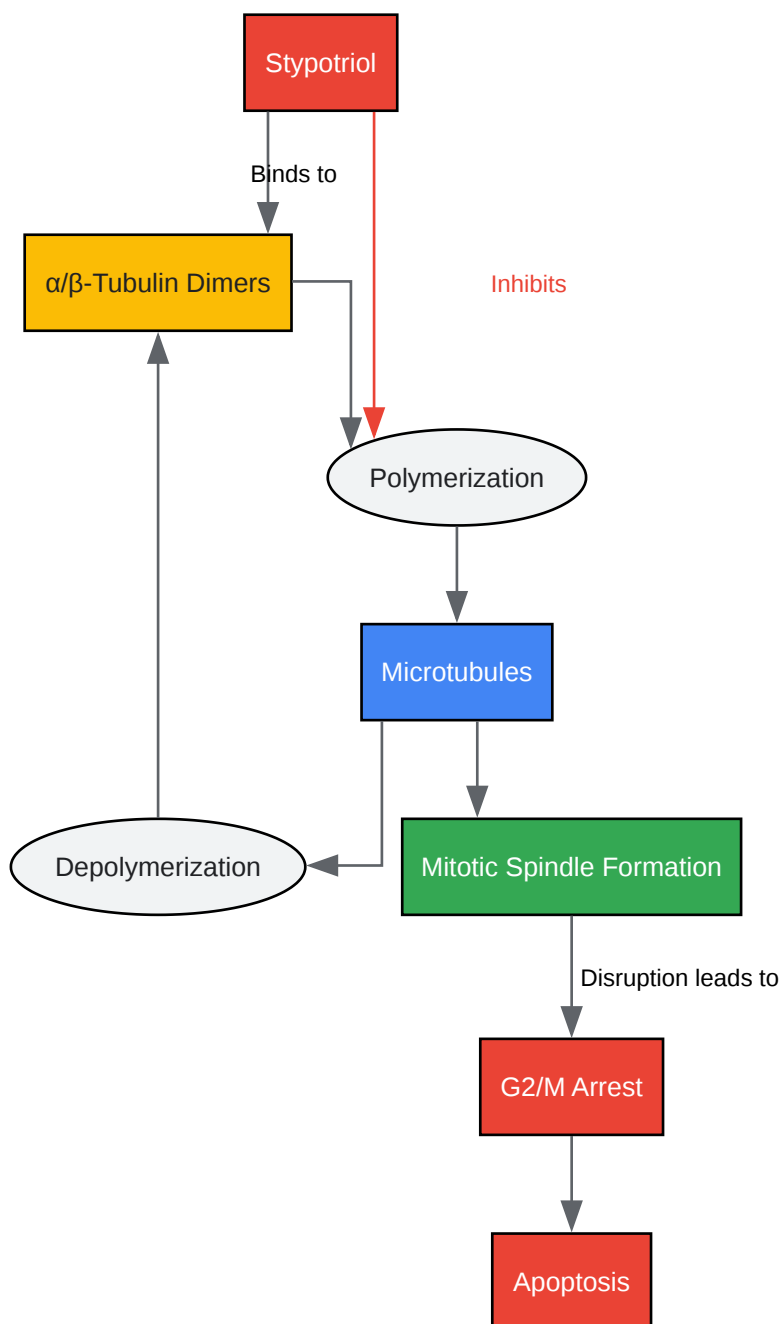 Stypotriol
Binds to
α/β-Tubulin Dimers
Inhibits
Polymerization
Microtubules
Depolymerization
Mitotic Spindle Formation
Disruption leads to
G2/M Arrest
Apoptosis